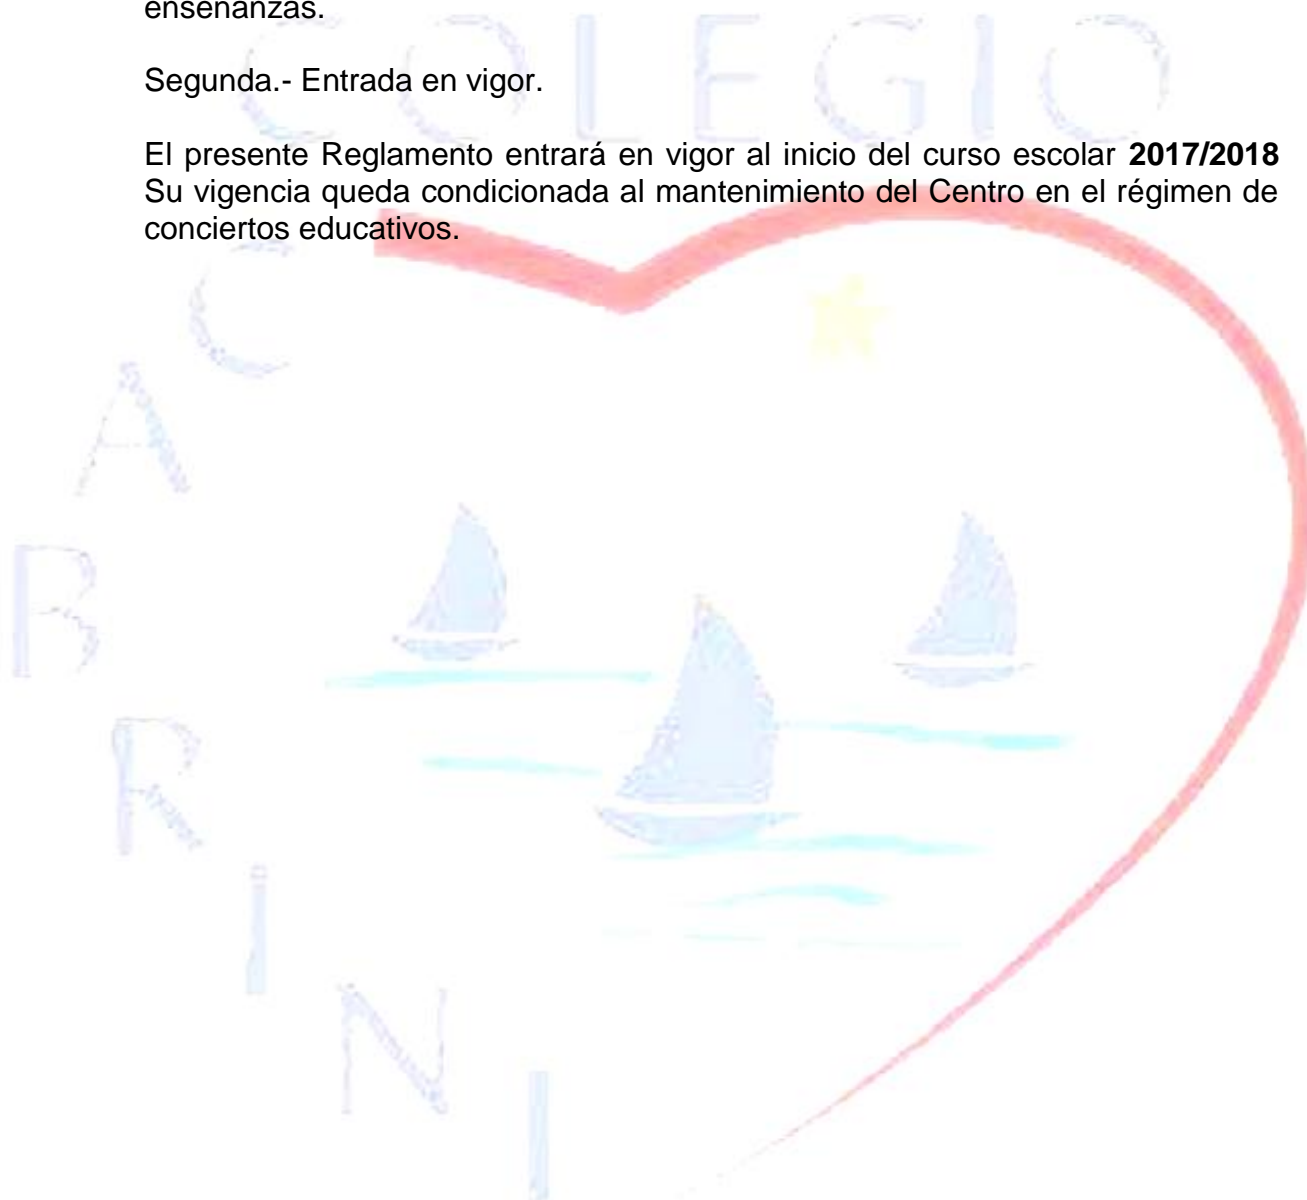 enseñanzas.
COLEGIO
Segunda.- Entrada en vigor.
El presente Reglamento entrará en vigor al inicio del curso escolar 2017/2018
Su vigencia queda condicionada al mantenimiento del Centro en el régimen de
conciertos educativos.
CABRINI